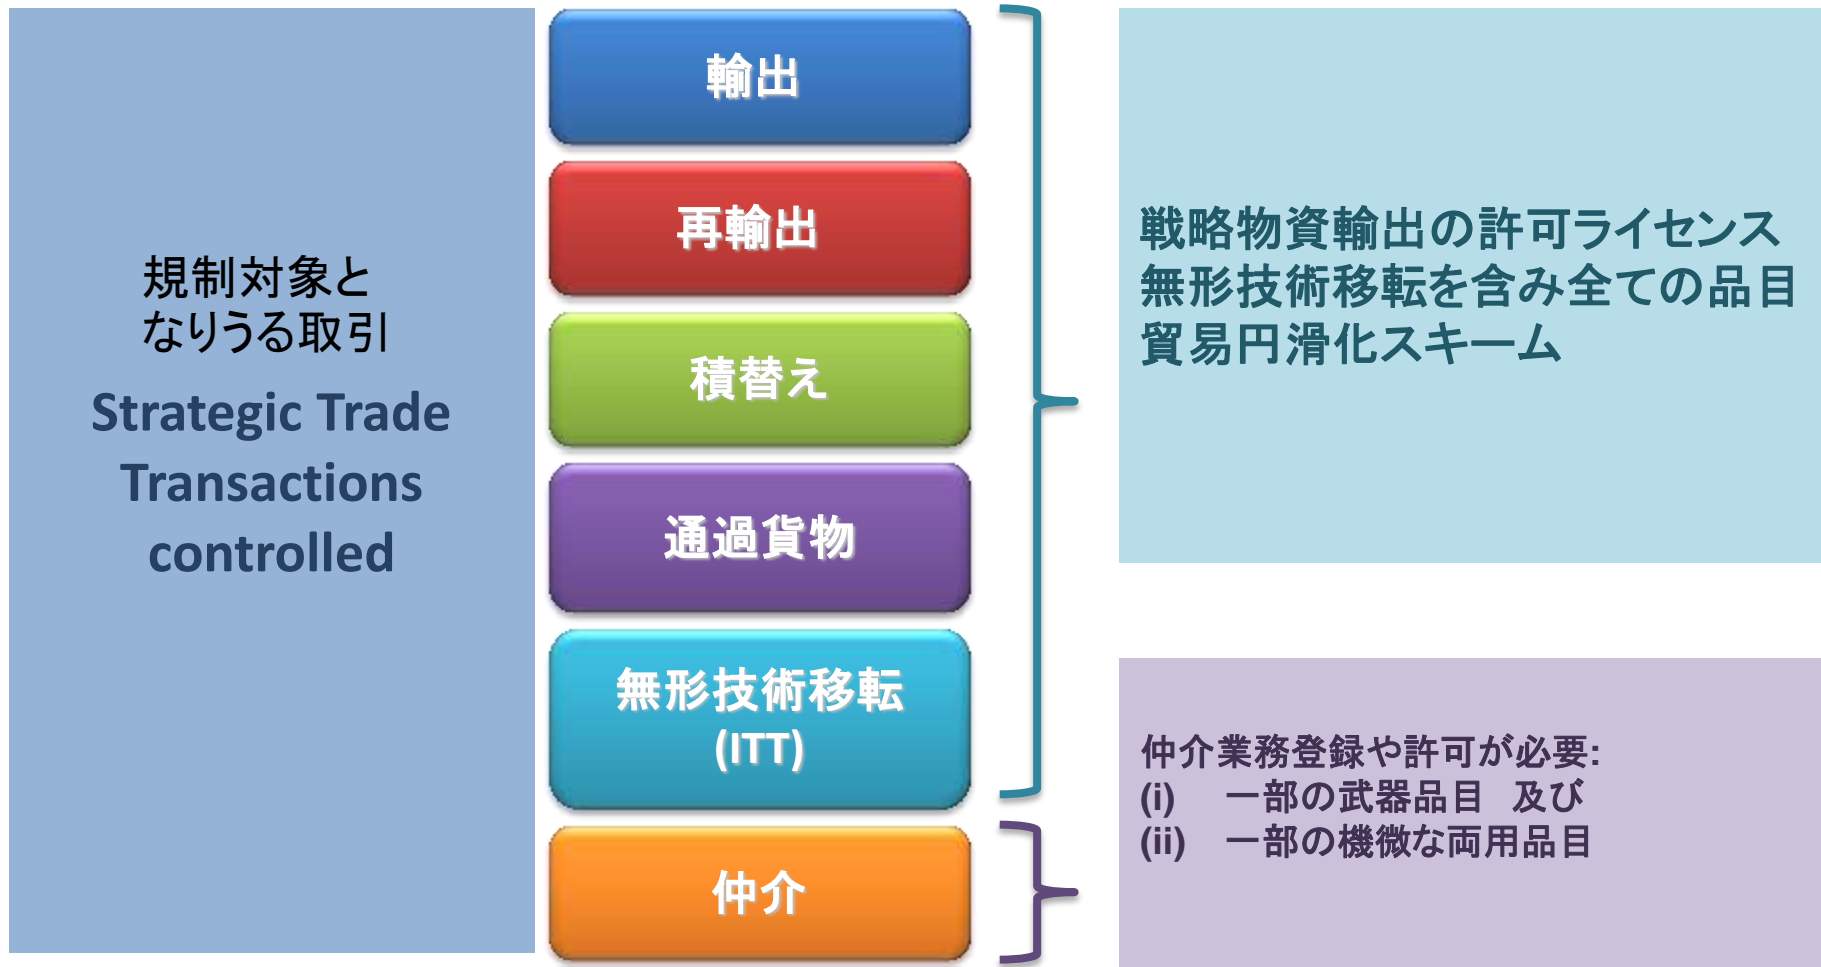 規制対象と
なりうる取引
Strategic Trade
Transactions
controlled
輸出
再輸出
積替え
通過貨物
無形技術移転
(ITT)
仲介
戦略物資輸出の許可ライセンス
無形技術移転を含み全ての品目
貿易円滑化スキーム
仲介業務登録や許可が必要:
(i) 一部の武器品目 及び
(ii) 一部の機微な両用品目